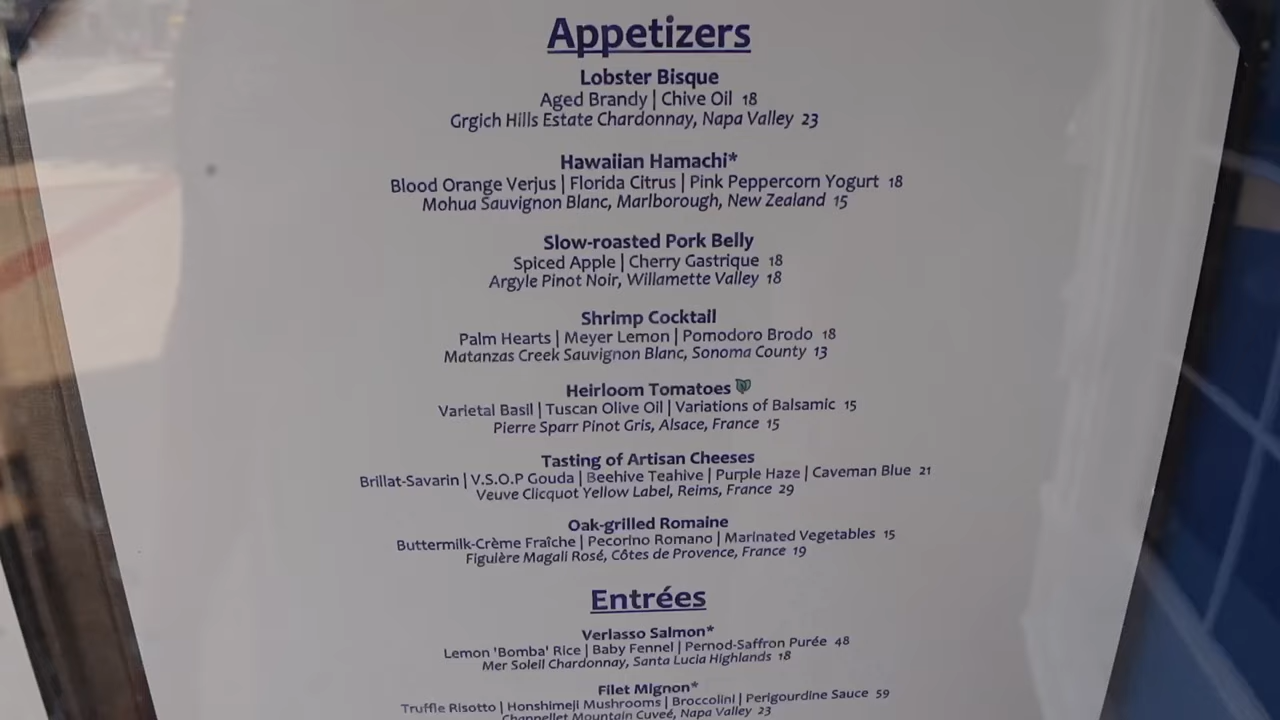 Appetizers
Lobster Bisque
Aged Brandy | Chive Oil 18
Grgich Hills Estate Chardonnay, Napa Valley 23
Hawaiian Hamachi*
Blood Orange Verjus | Florida Citrus | Pink Peppercorn Yogurt 18
Mohua Sauvignon Blanc, Marlborough, New Zealand 15
Slow-roasted Pork Belly
Spiced Apple | Cherry Gastrique 18
Argyle Pinot Noir, Willamette Valley 18
Shrimp Cocktail
Palm Hearts | Meyer Lemon | Pomodoro Brodo 18
Matanzas Creek Sauvignon Blanc, Sonoma County 13
Heirloom Tomatoes
Varietal Basil | Tuscan Olive Oil | Variations of Balsamic 15
Pierre Sparr Pinot Gris, Alsace, France 15
Tasting of Artisan Cheeses
Brillat-Savarin | V.S.O.P Gouda | Beehive Teahive | Purple Haze | Caveman Blue 21
Veuve Clicquot Yellow Label, Reims, France 29
Oak-grilled Romaine
Buttermilk-Crème Fraîche | Pecorino Romano | Marinated Vegetables 15
Figuière Magali Rosé, Côtes de Provence, France 19
Entrées
Verlasso Salmon*
Lemon 'Bomba' Rice | Baby Fennel | Pernod-Saffron Purée 48
Mer Soleil Chardonnay, Santa Lucia Highlands 18
Filet Mignon*
Truffle Risotto | Honshimeji Mushrooms | Broccolini | Perigourdine Sauce 59
Chappellet Mountain Cuveé, Napa Valley 23